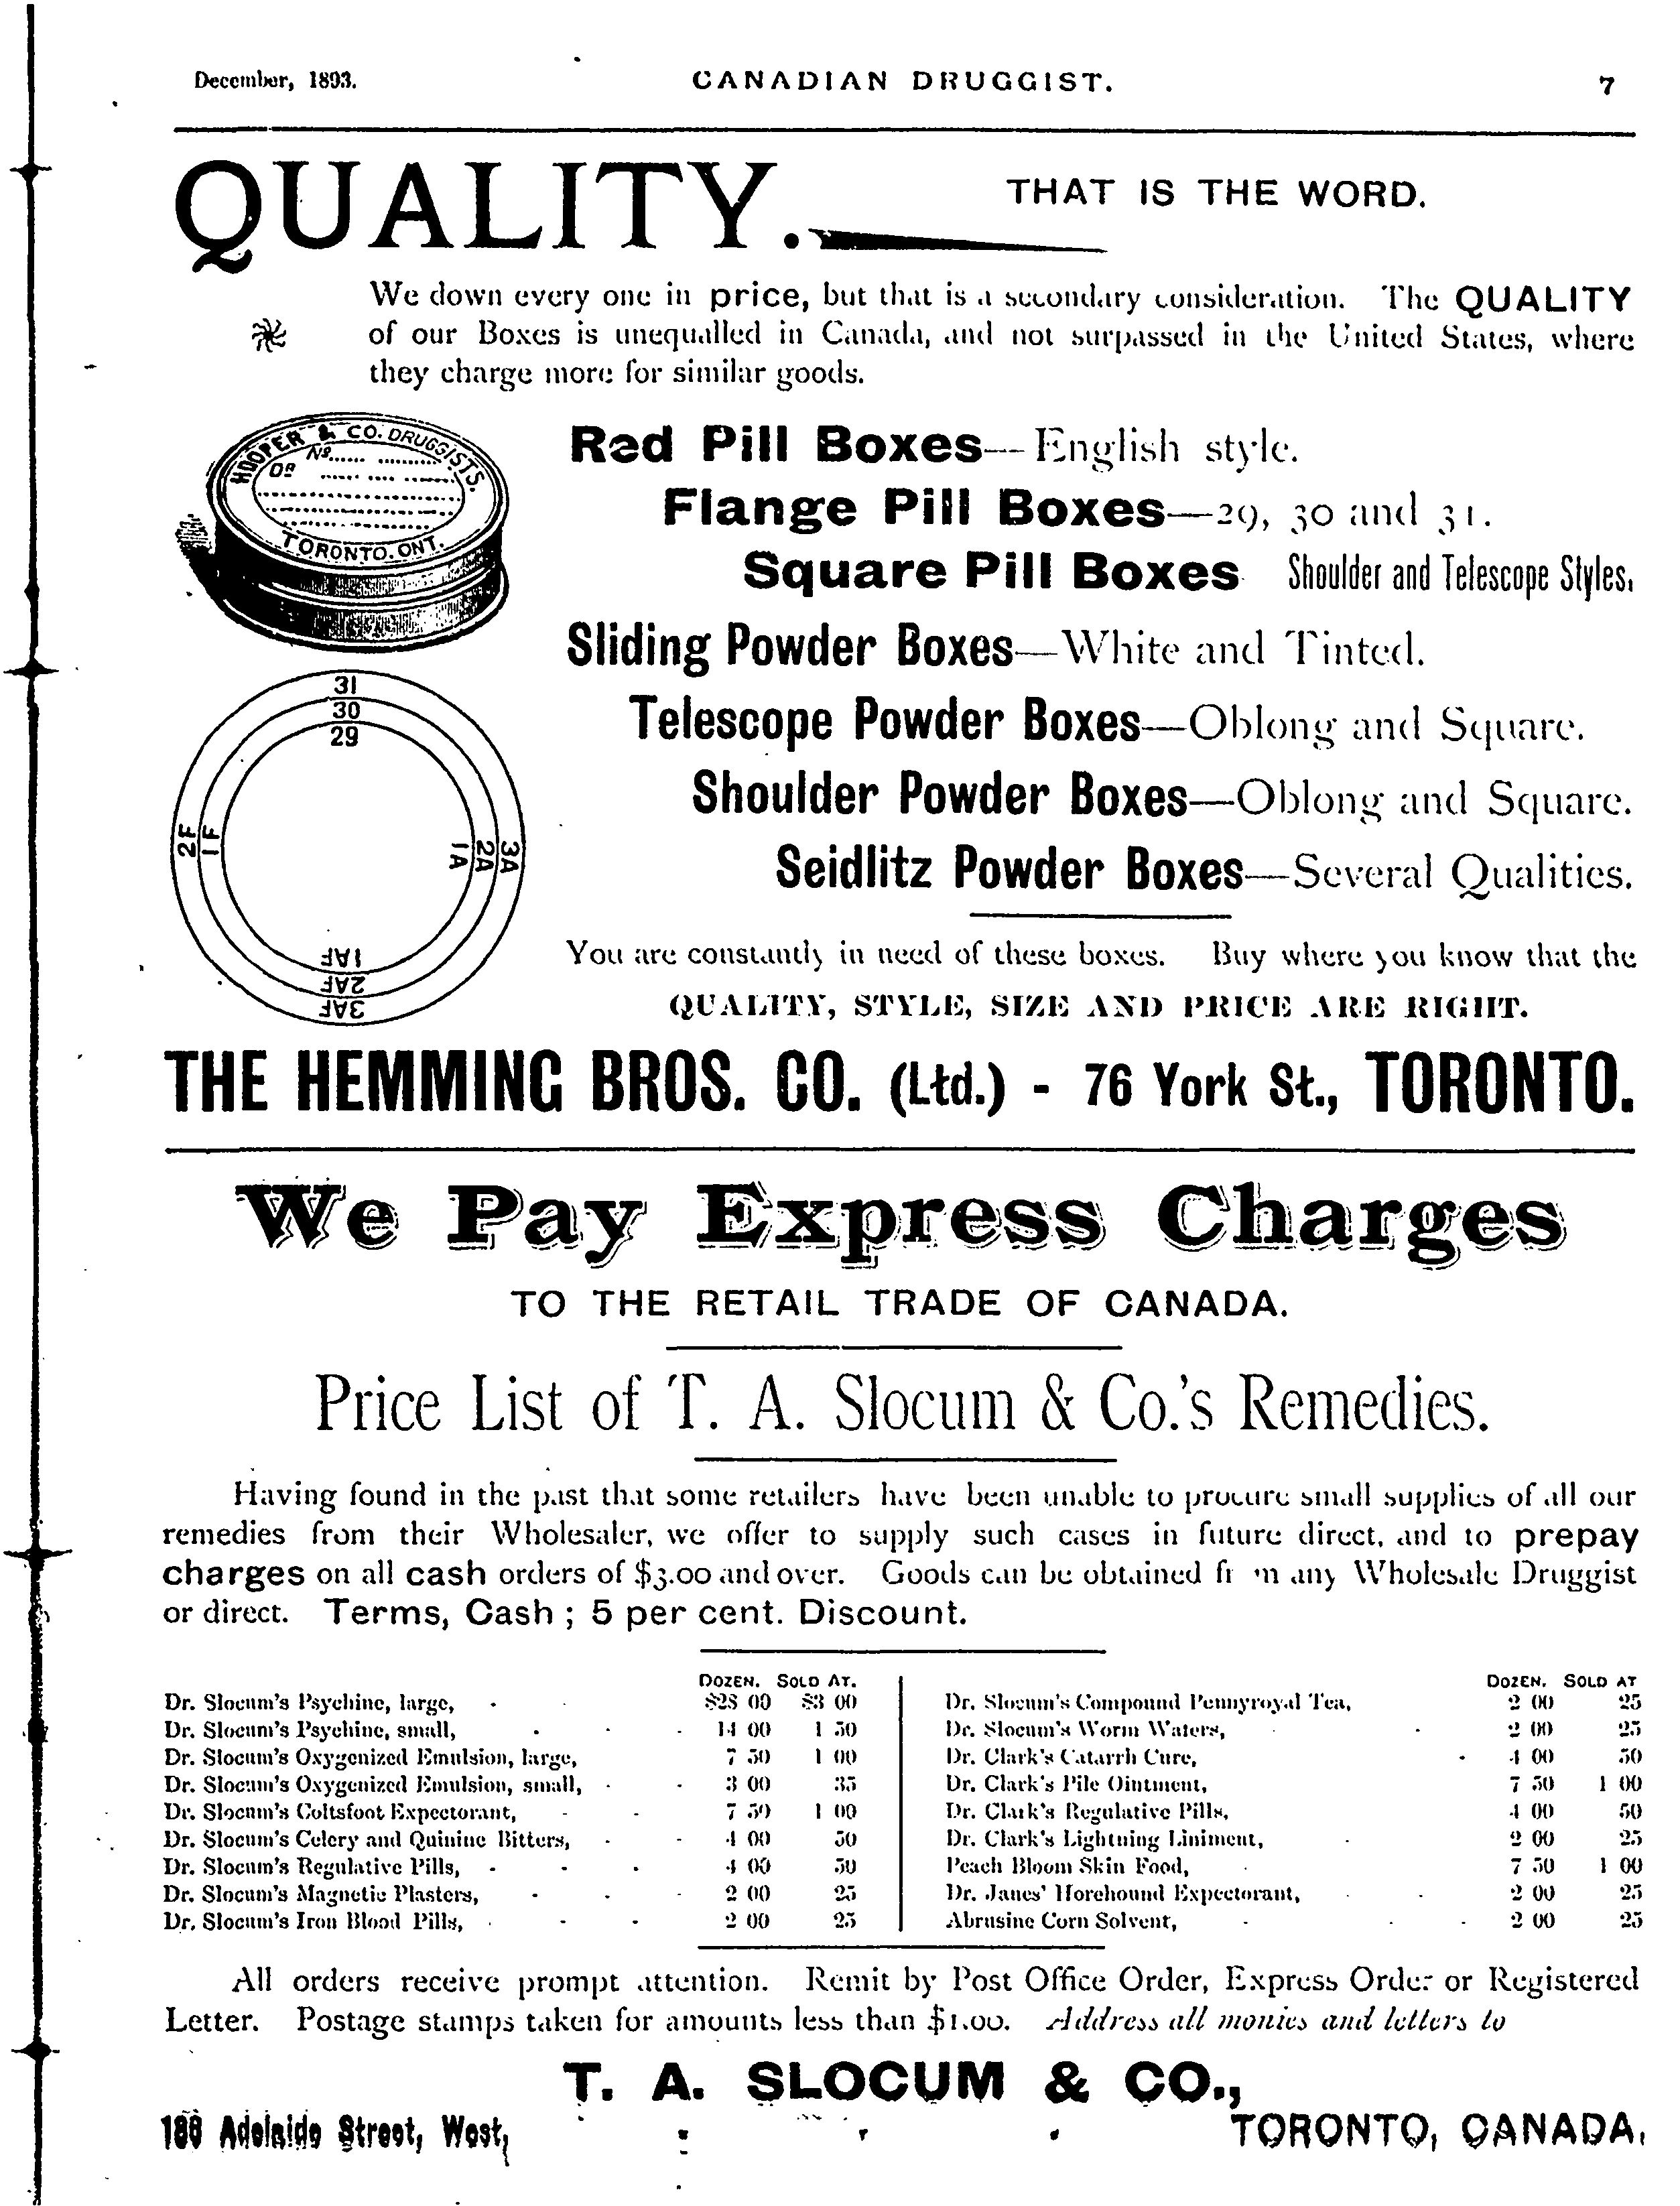 December, 1893.
CANADIAN DRUGGIST.
7
QUALITY.
THAT IS THE WORD.
We down every one in price, but that is a secondary consideration. The QUALITY
of our Boxes is unequalled in Canada, and not surpassed in the United States, where
they charge more for similar goods.
HOOPER & CO. DRUGGISTS.
No.
DR
TORONTO. ONT.
Red Pill Boxes—English style.
Flange Pill Boxes—29, 30 and 31.
Square Pill Boxes Shoulder and Telescope Styles.
Sliding Powder Boxes—White and Tinted.
Telescope Powder Boxes—Oblong and Square.
Shoulder Powder Boxes—Oblong and Square.
Seidlitz Powder Boxes—Several Qualities.
31
30
29
2F
1F
1A
2A
3A
1AF
2AF
3AF
You are constantly in need of these boxes. Buy where you know that the
QUALITY, STYLE, SIZE AND PRICE ARE RIGHT.
THE HEMMING BROS. CO. (Ltd.) - 76 York St., TORONTO.
We Pay Express Charges
TO THE RETAIL TRADE OF CANADA.
Price List of T. A. Slocum & Co.'s Remedies.
Having found in the past that some retailers have been unable to procure small supplies of all our
remedies from their Wholesaler, we offer to supply such cases in future direct, and to prepay
charges on all cash orders of $3.00 and over. Goods can be obtained from any Wholesale Druggist
or direct. Terms, Cash ; 5 per cent. Discount.
DOZEN. SOLD AT.
Dr. Slocum's Psychine, large, - $28 00 $3 00
Dr. Slocum's Psychine, small, - - - 14 00 1 50
Dr. Slocum's Oxygenized Emulsion, large, 7 50 1 00
Dr. Slocum's Oxygenized Emulsion, small, - - 3 00 35
Dr. Slocum's Coltsfoot Expectorant, - - 7 50 1 00
Dr. Slocum's Celery and Quinine Bitters, - - 4 00 50
Dr. Slocum's Regulative Pills, - - - 4 00 50
Dr. Slocum's Magnetic Plasters, - - - 2 00 25
Dr. Slocum's Iron Blood Pills, - - - 2 00 25
DOZEN. SOLD AT
Dr. Slocum's Compound Pennyroyal Tea, 2 00 25
Dr. Slocum's Worm Waters, - 2 00 25
Dr. Clark's Catarrh Cure, - 4 00 50
Dr. Clark's Pile Ointment, 7 50 1 00
Dr. Clark's Regulative Pills, 4 00 50
Dr. Clark's Lightning Liniment, - 2 00 25
Peach Bloom Skin Food, - 7 50 1 00
Dr. Janes' Horehound Expectorant, - - 2 00 25
Abrusine Corn Solvent, - - - 2 00 25
All orders receive prompt attention. Remit by Post Office Order, Express Order or Registered
Letter. Postage stamps taken for amounts less than $1.00. Address all monies and letters to
T. A. SLOCUM & CO.,
186 Adelaide Street, West, TORONTO, CANADA.